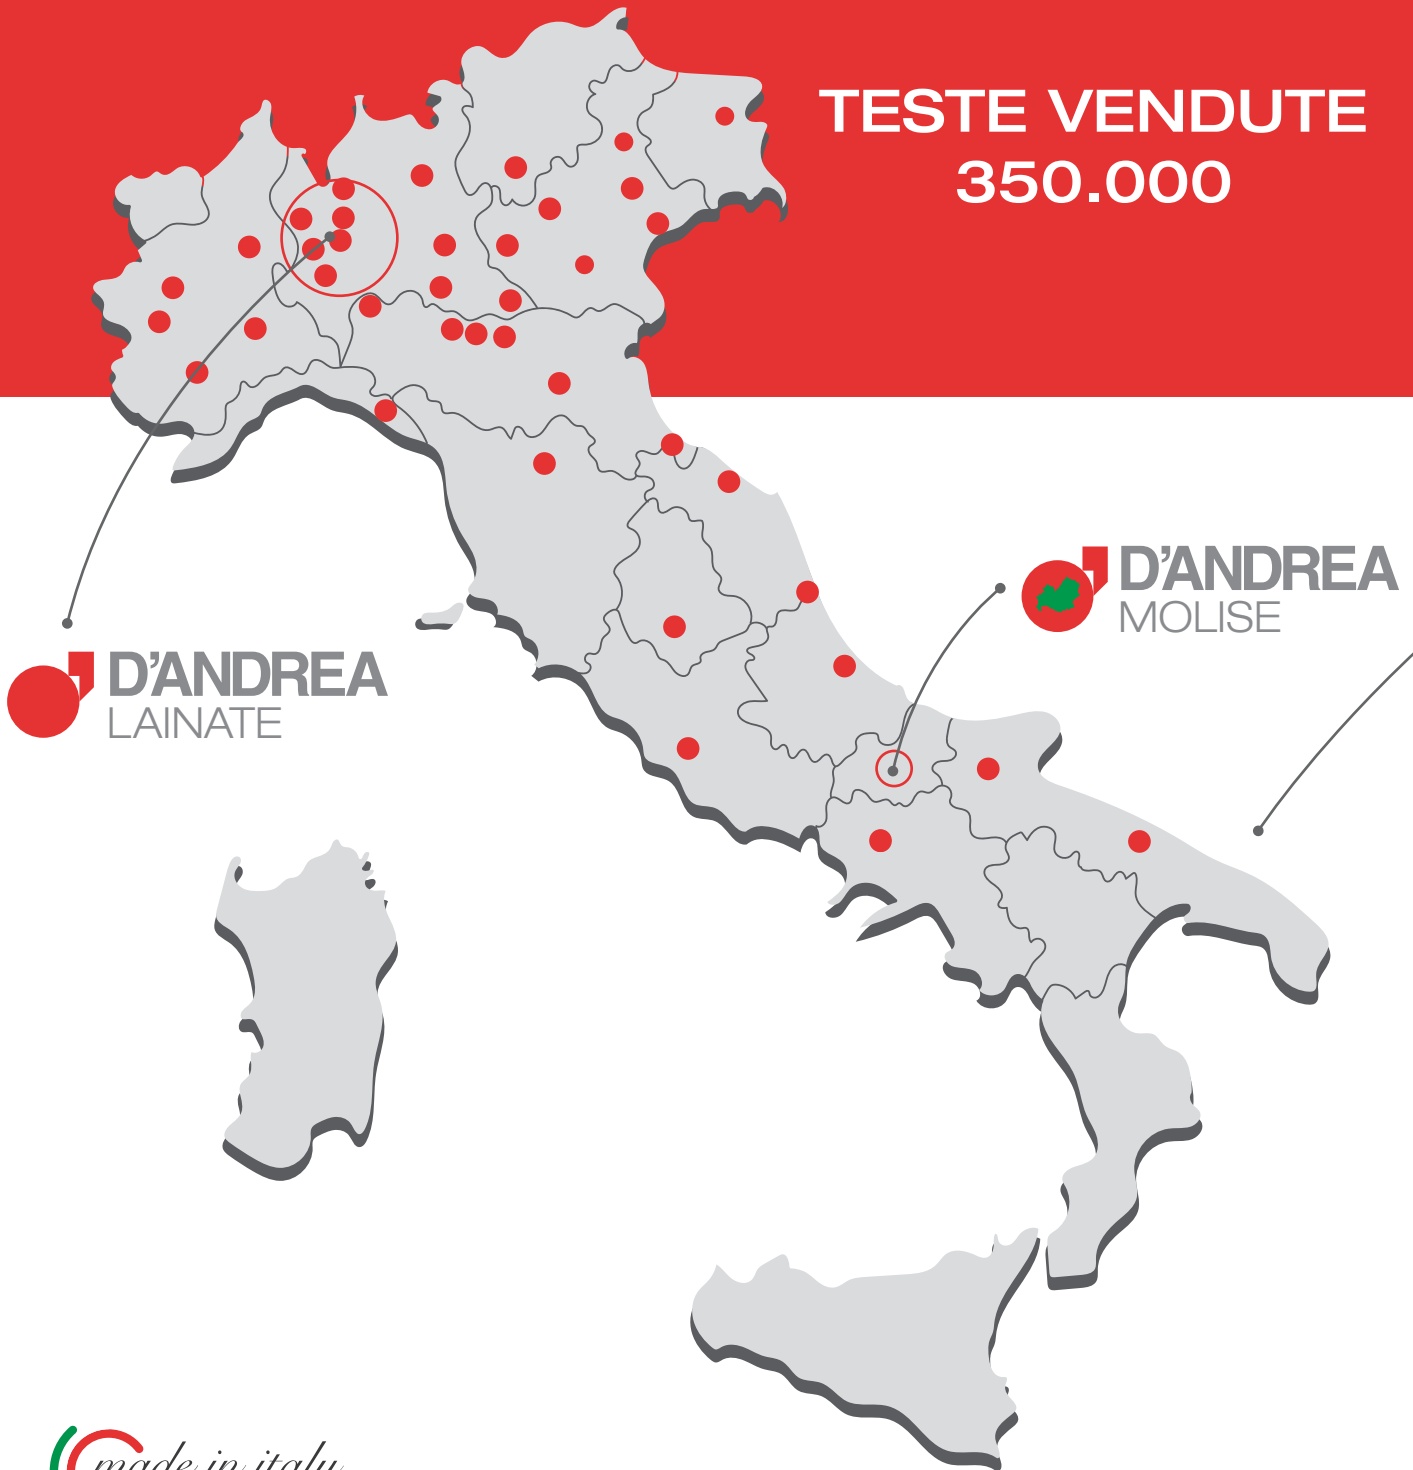 TESTE VENDUTE
350.000
D'ANDREA
MOLISE
D'ANDREA
LAINATE
made in italy